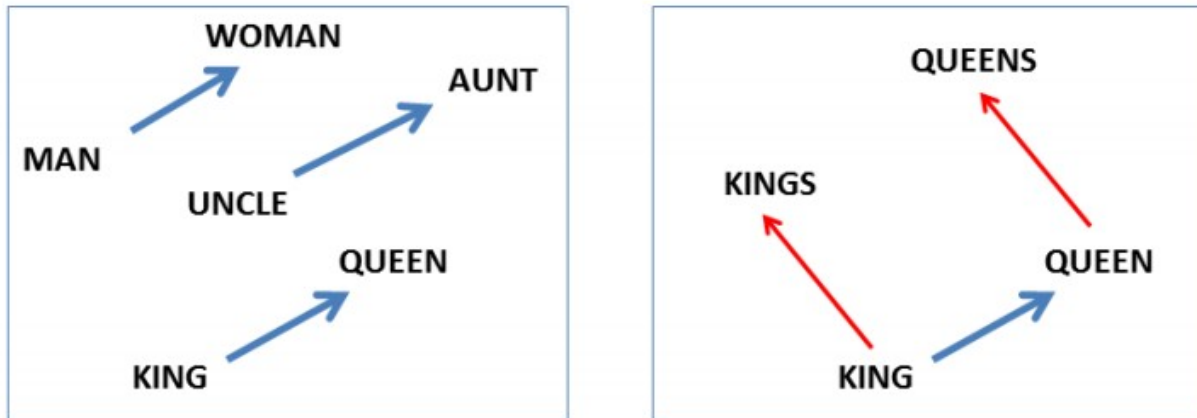 WOMAN
AUNT
MAN
UNCLE
QUEEN
KING
QUEENS
KINGS
QUEEN
KING